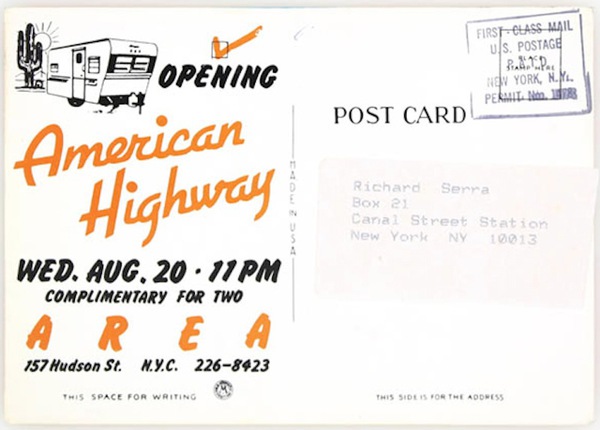 OPENING
American
Highway
WED. AUG. 20 · 11 PM
COMPLIMENTARY FOR TWO
AREA
157 Hudson St. N.Y.C. 226-8423
THIS SPACE FOR WRITING
MADE IN USA
FIRST-CLASS MAIL
U.S. POSTAGE
PAID
NEW YORK, N.Y.
PERMIT No.
POST CARD
Richard Serra
Box 21
Canal Street Station
New York NY 10013
THIS SIDE IS FOR THE ADDRESS